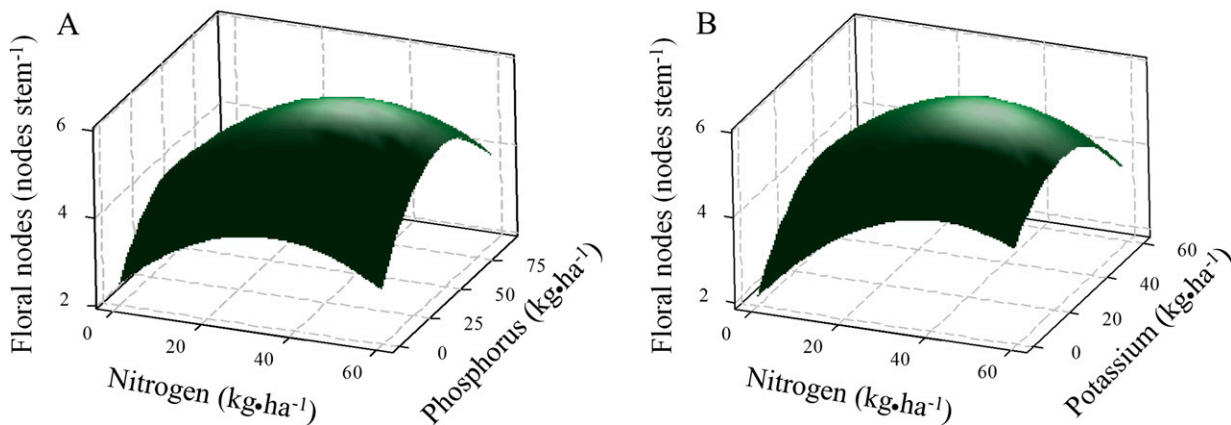 A
Floral nodes (nodes stem-1)
6
4
2
0
20
40
60
Nitrogen (kg•ha-1)
0
25
50
75
Phosphorus (kg•ha-1)
B
Floral nodes (nodes stem-1)
6
4
2
0
20
40
60
Nitrogen (kg•ha-1)
0
20
40
60
Potassium (kg•ha-1)